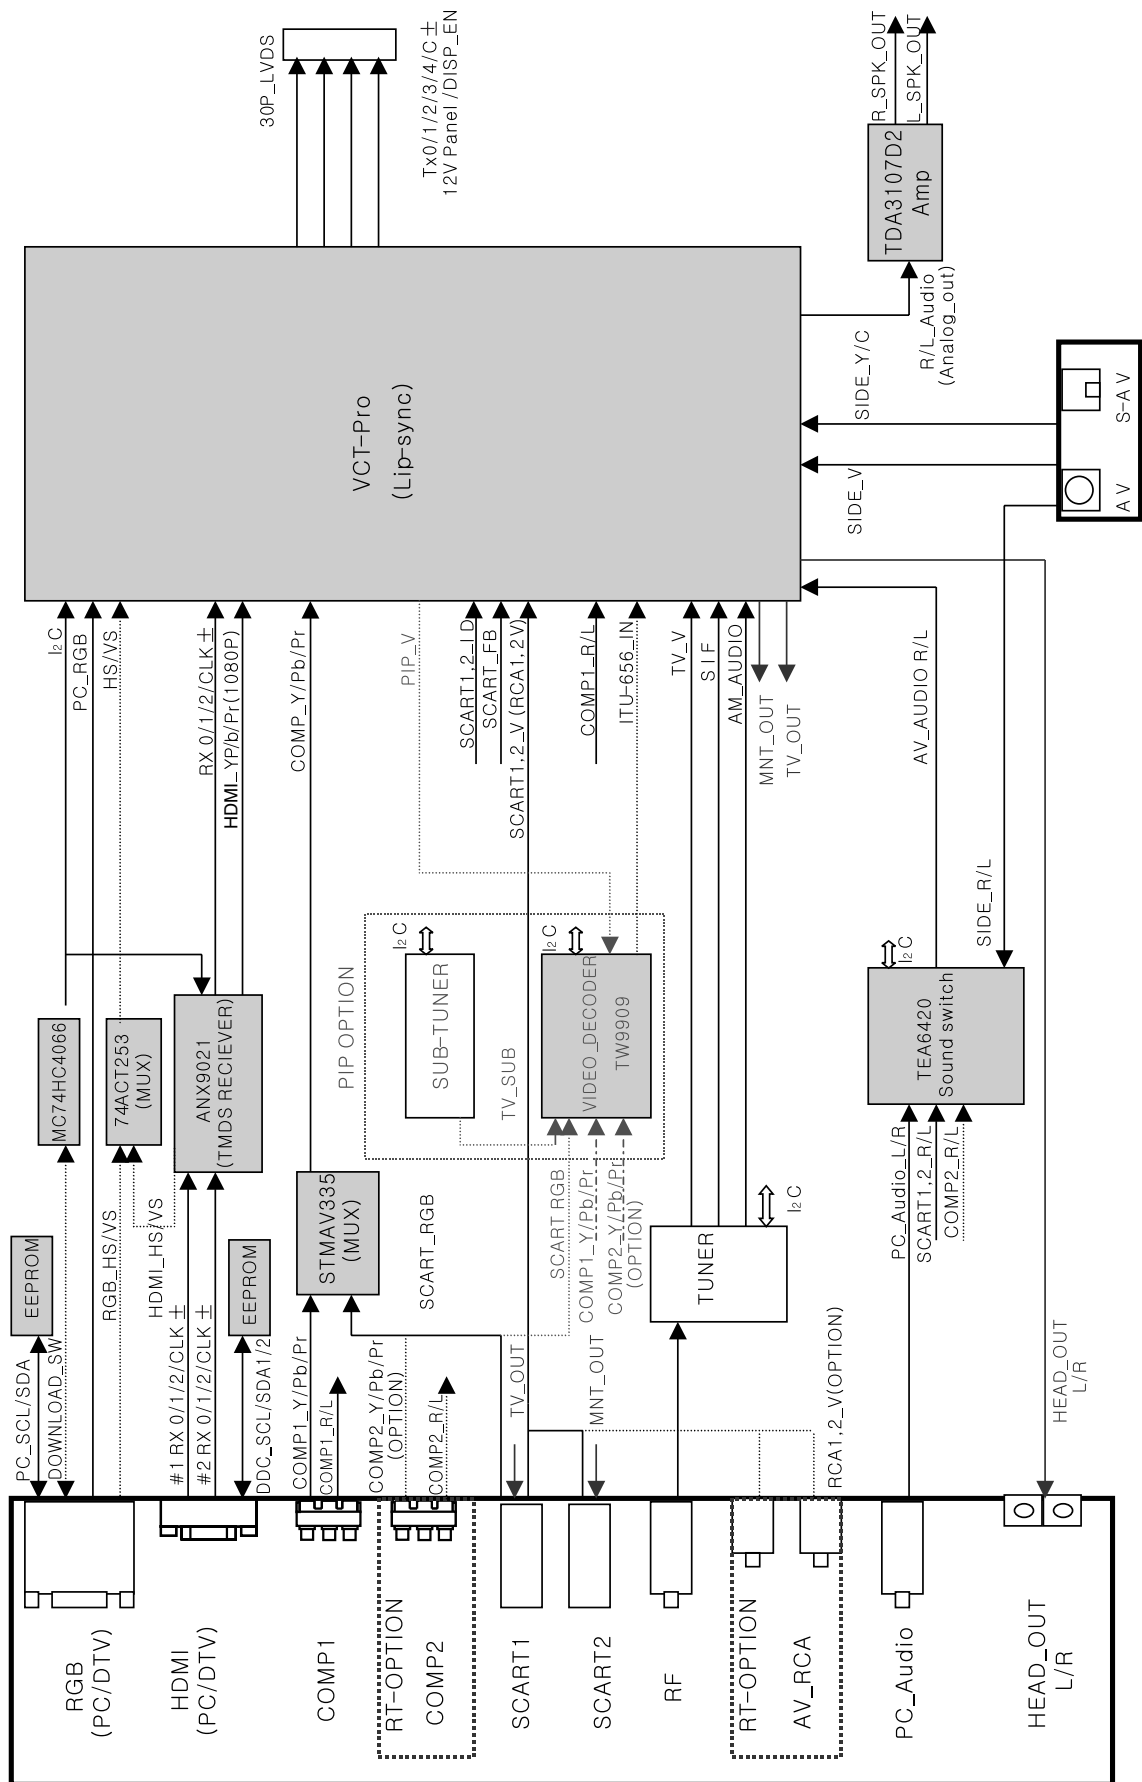 RGB
(PC/DTV)
HDMI
(PC/DTV)
COMP1
RT-OPTION
COMP2
SCART1
SCART2
RF
RT-OPTION
AV_RCA
PC_Audio
HEAD_OUT
L/R
PC_SCL/SDA
DOWNLOAD_SW
RGB_HS/VS
HDMI_HS/VS
#1 RX 0/1/2/CLK ±
#2 RX 0/1/2/CLK ±
DDC_SCL/SDA1/2
COMP1_Y/Pb/Pr
COMP1_R/L
COMP2_Y/Pb/Pr
(OPTION)
COMP2_R/L
SCART_RGB
TV_OUT
MNT_OUT
RCA1,2_V(OPTION)
HEAD_OUT
L/R
EEPROM
EEPROM
MC74HC4066
74ACT253
(MUX)
ANX9021
(TMDS RECIEVER)
STMAV335
(MUX)
PIP OPTION
SUB-TUNER
I2C
TV_SUB
VIDEO_DECODER
TW9909
I2C
SCART RGB
COMP1_Y/Pb/Pr
COMP2_Y/Pb/Pr
(OPTION)
TUNER
I2C
PC_Audio_L/R
SCART1,2_R/L
COMP2_R/L
TEA6420
Sound switch
I2C
SIDE_R/L
I2C
PC_RGB
HS/VS
RX 0/1/2/CLK ±
HDMI_YP/b/Pr(1080P)
COMP_Y/Pb/Pr
PIP_V
SCART1,2_ID
SCART_FB
SCART1,2_V (RCA1,2V)
COMP1_R/L
ITU-656_IN
TV_V
SIF
AM_AUDIO
MNT_OUT
TV_OUT
AV_AUDIO R/L
VCT-Pro
(Lip-sync)
SIDE_V
SIDE_Y/C
AV
S-AV
R/L_Audio
(Analog_out)
TDA3107D2
Amp
R_SPK_OUT
L_SPK_OUT
30P_LVDS
Tx0/1/2/3/4/C±
12V Panel /DISP_EN